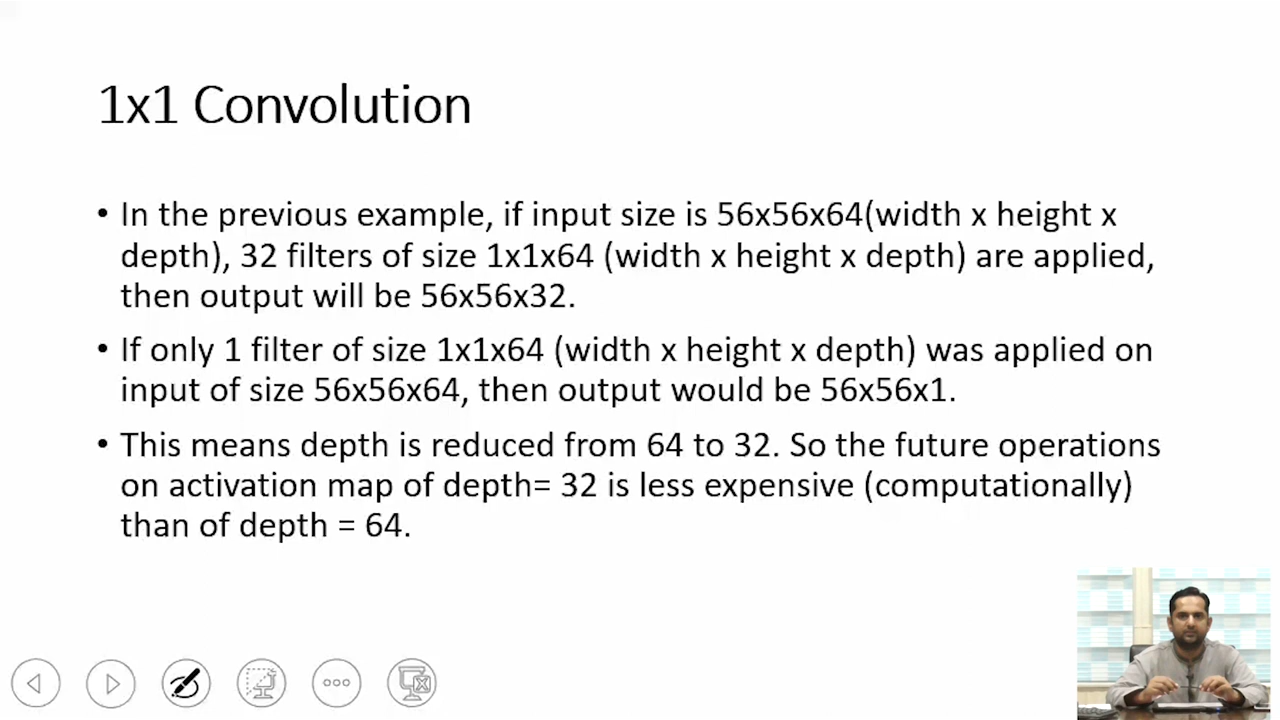 1x1 Convolution
• In the previous example, if input size is 56x56x64(width x height x
depth), 32 filters of size 1x1x64 (width x height x depth) are applied,
then output will be 56x56x32.
• If only 1 filter of size 1x1x64 (width x height x depth) was applied on
input of size 56x56x64, then output would be 56x56x1.
• This means depth is reduced from 64 to 32. So the future operations
on activation map of depth= 32 is less expensive (computationally)
than of depth = 64.